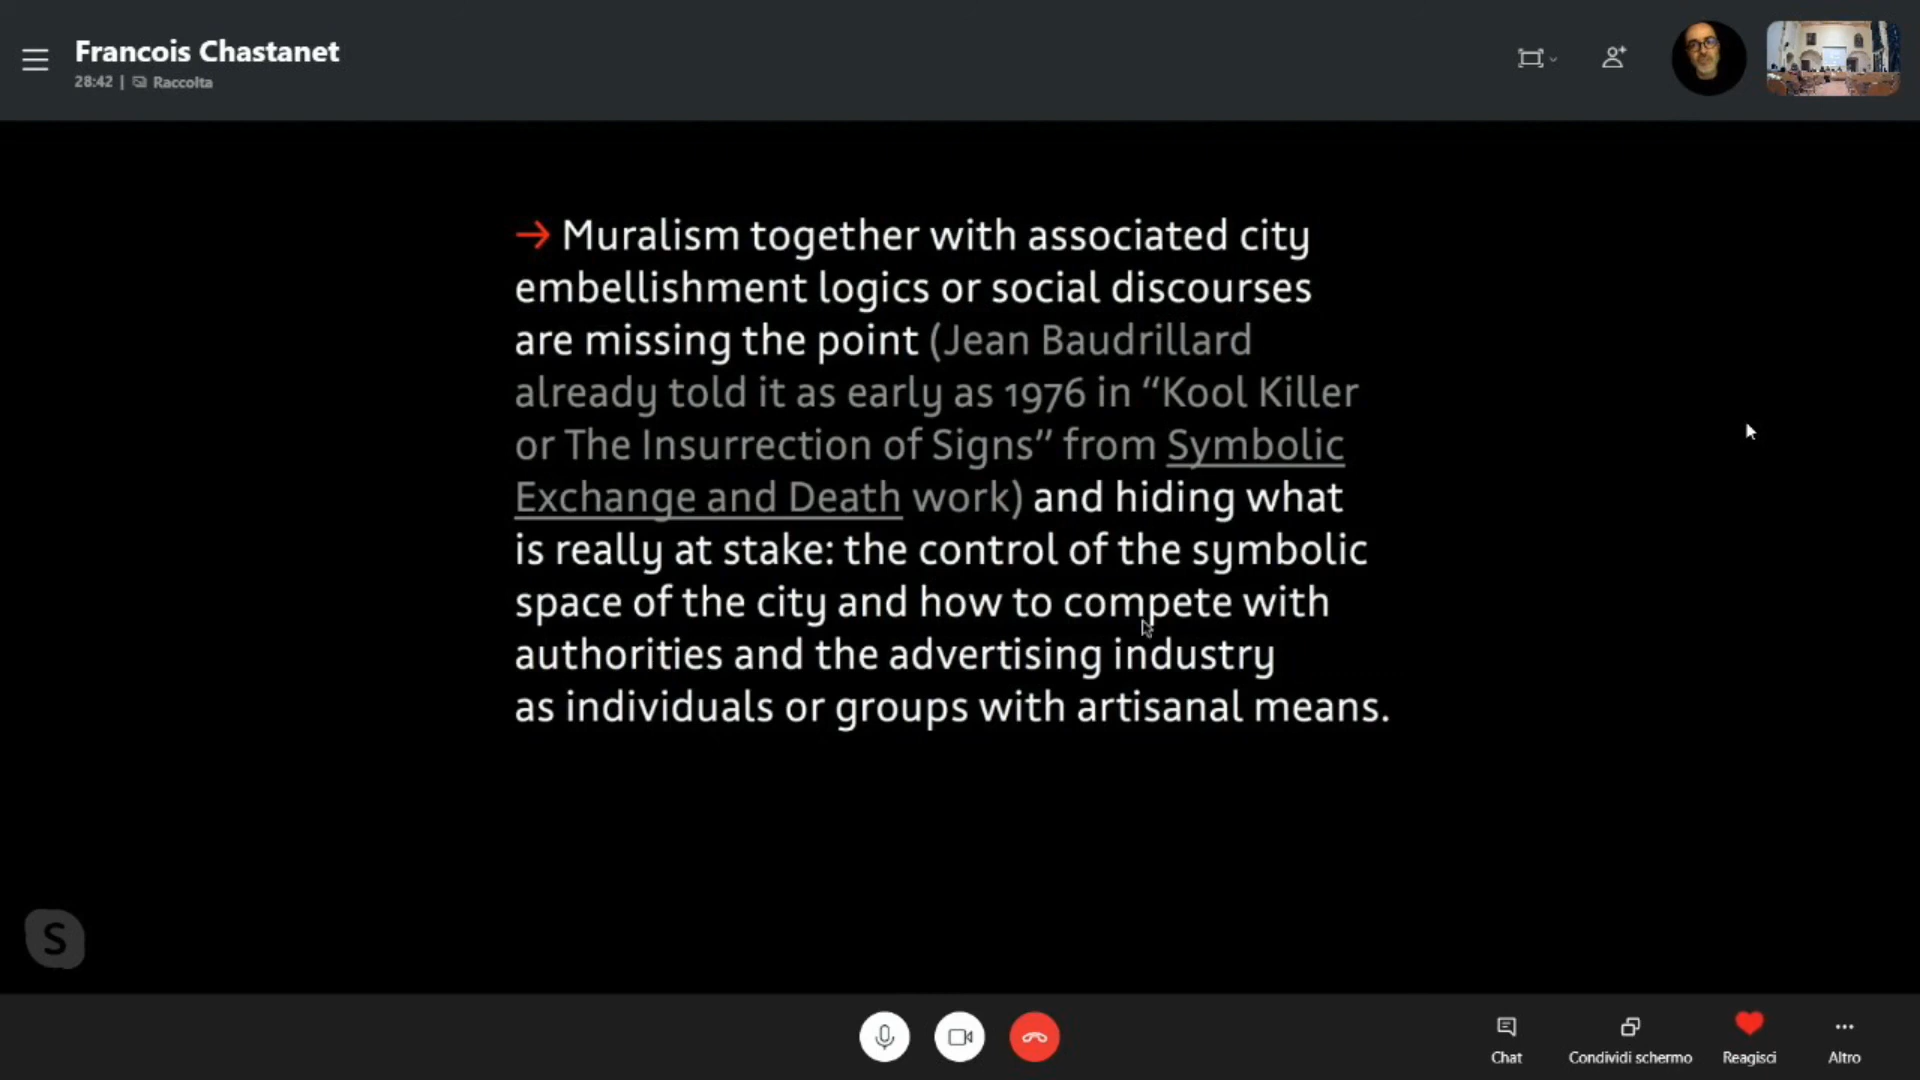 Francois Chastanet
28:42 | Raccolta
→ Muralism together with associated city
embellishment logics or social discourses
are missing the point (Jean Baudrillard
already told it as early as 1976 in “Kool Killer
or The Insurrection of Signs” from Symbolic
Exchange and Death work) and hiding what
is really at stake: the control of the symbolic
space of the city and how to compete with
authorities and the advertising industry
as individuals or groups with artisanal means.
S
Chat
Condividi schermo
Reagisci
Altro